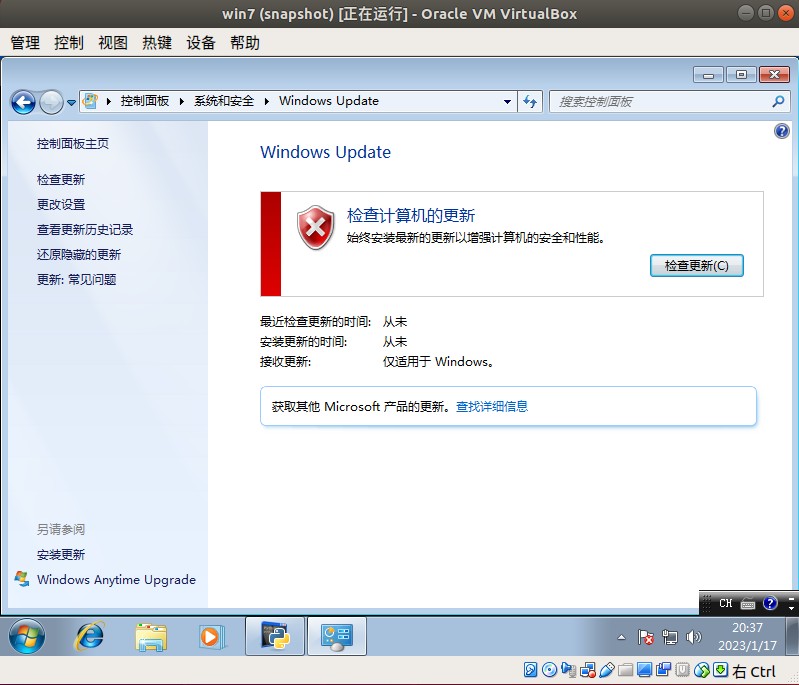 win7 (snapshot) [正在运行] - Oracle VM VirtualBox
管理 控制 视图 热键 设备 帮助
控制面板 系统和安全 Windows Update 搜索控制面板
控制面板主页
检查更新
更改设置
查看更新历史记录
还原隐藏的更新
更新: 常见问题
Windows Update
检查计算机的更新
始终安装最新的更新以增强计算机的安全和性能。
检查更新(C)
最近检查更新的时间: 从未
安装更新的时间: 从未
接收更新: 仅适用于 Windows。
获取其他 Microsoft 产品的更新。查找详细信息
另请参阅
安装更新
Windows Anytime Upgrade
CH
20:37
2023/1/17
右 Ctrl